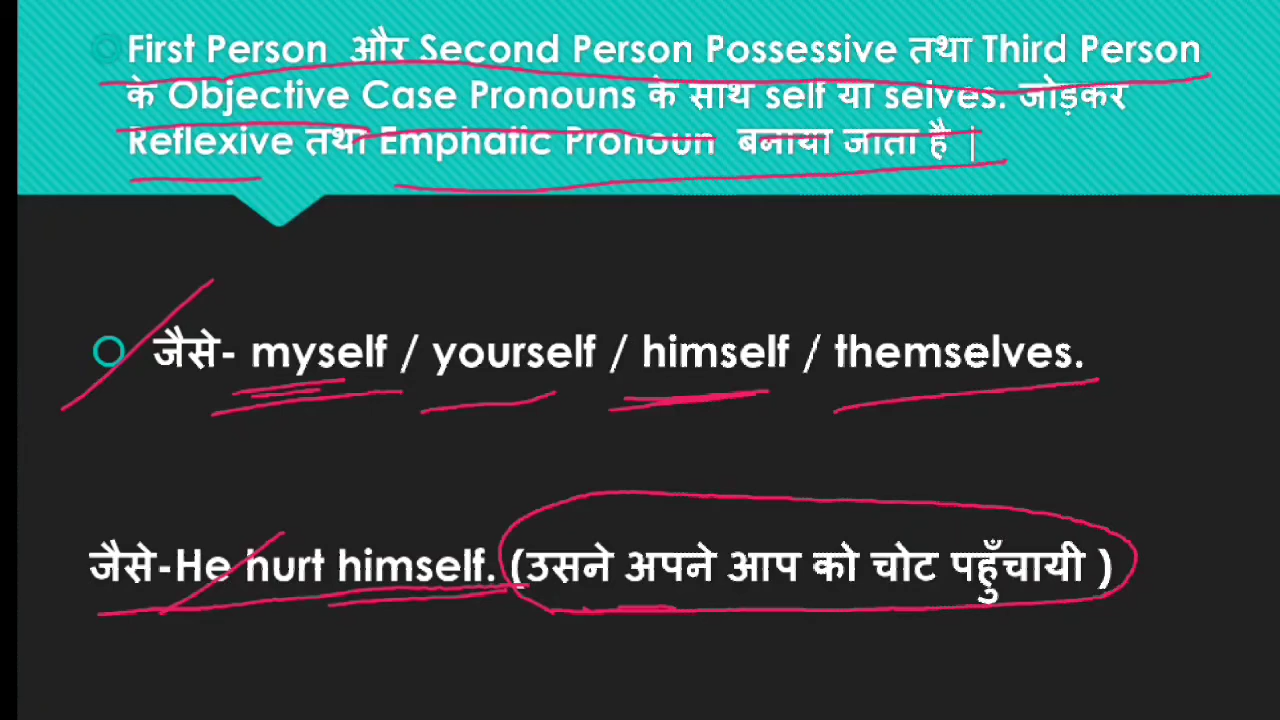 First Person और Second Person Possessive तथा Third Person
के Objective Case Pronouns के साथ self या selves. जोड़कर
Reflexive तथा Emphatic Pronoun बनाया जाता है |
जैसे- myself / yourself / himself / themselves.
जैसे-He hurt himself. (उसने अपने आप को चोट पहुँचायी )